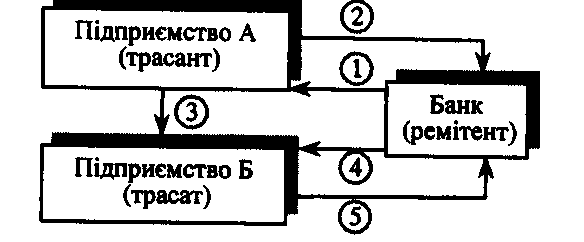 ②
Підприємство А
(трасант)
①
Банк
(ремітент)
③
Підприємство Б
(трасат)
④
⑤